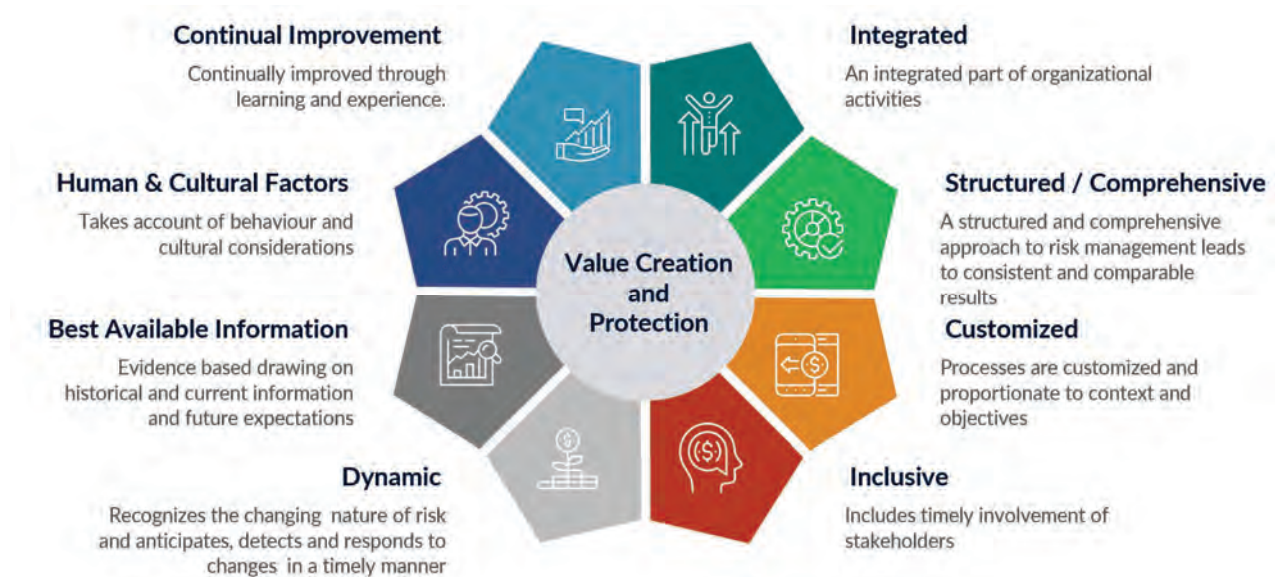 Continual Improvement
Continually improved through
learning and experience.
Human & Cultural Factors
Takes account of behaviour and
cultural considerations
Best Available Information
Evidence based drawing on
historical and current information
and future expectations
Dynamic
Recognizes the changing nature of risk
and anticipates, detects and responds to
changes in a timely manner
Value Creation
and
Protection
Integrated
An integrated part of organizational
activities
Structured / Comprehensive
A structured and comprehensive
approach to risk management leads
to consistent and comparable
results
Customized
Processes are customized and
proportionate to context and
objectives
Inclusive
Includes timely involvement of
stakeholders
$
$
$